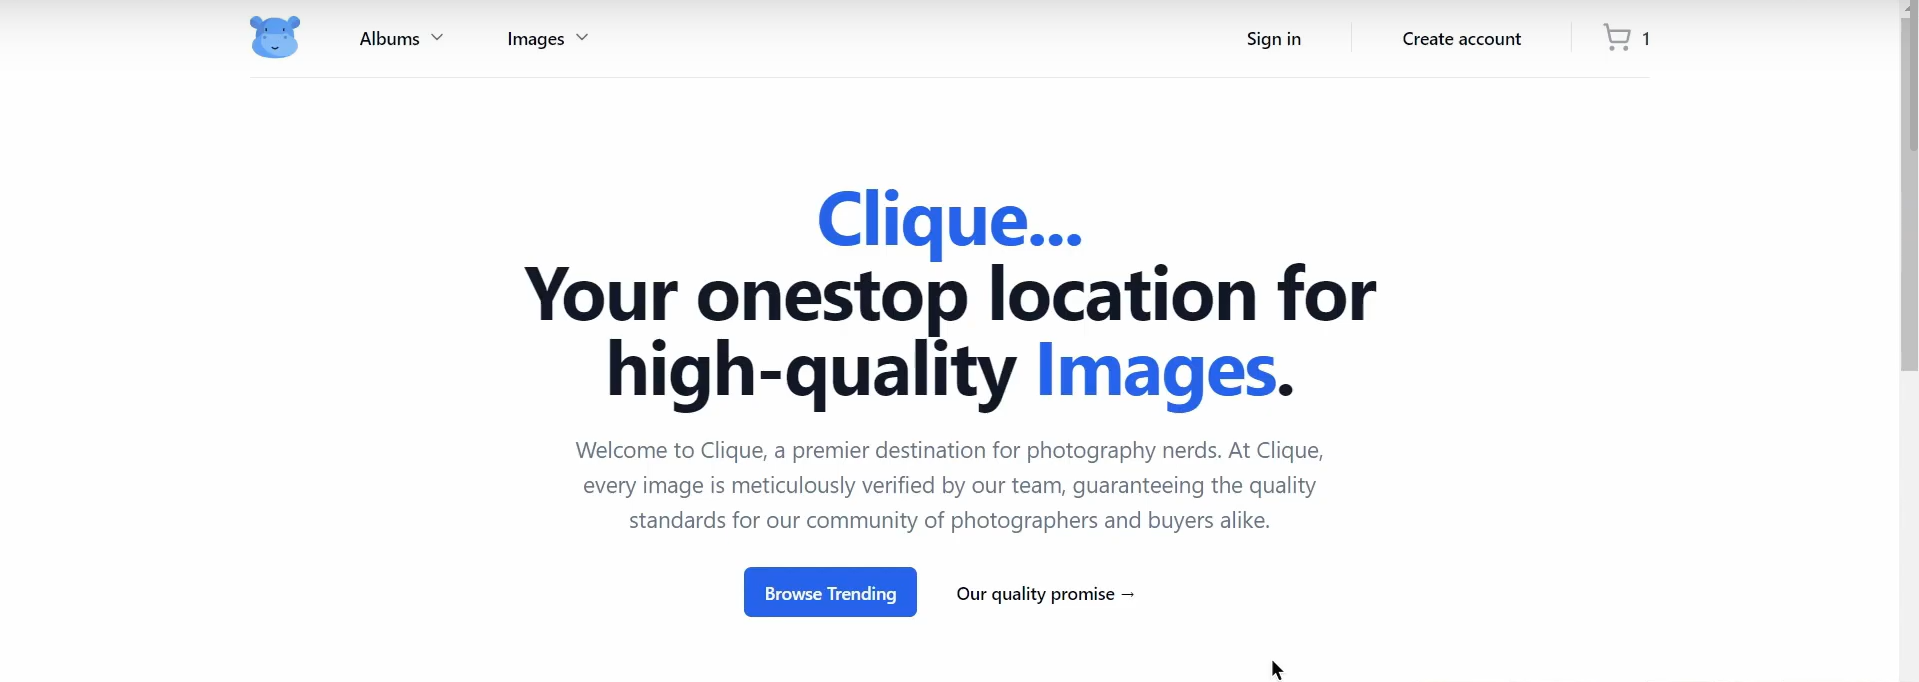 Albums
Images
Sign in
Create account
1
Clique...
Your onestop location for
high-quality Images.
Welcome to Clique, a premier destination for photography nerds. At Clique,
every image is meticulously verified by our team, guaranteeing the quality
standards for our community of photographers and buyers alike.
Browse Trending
Our quality promise →